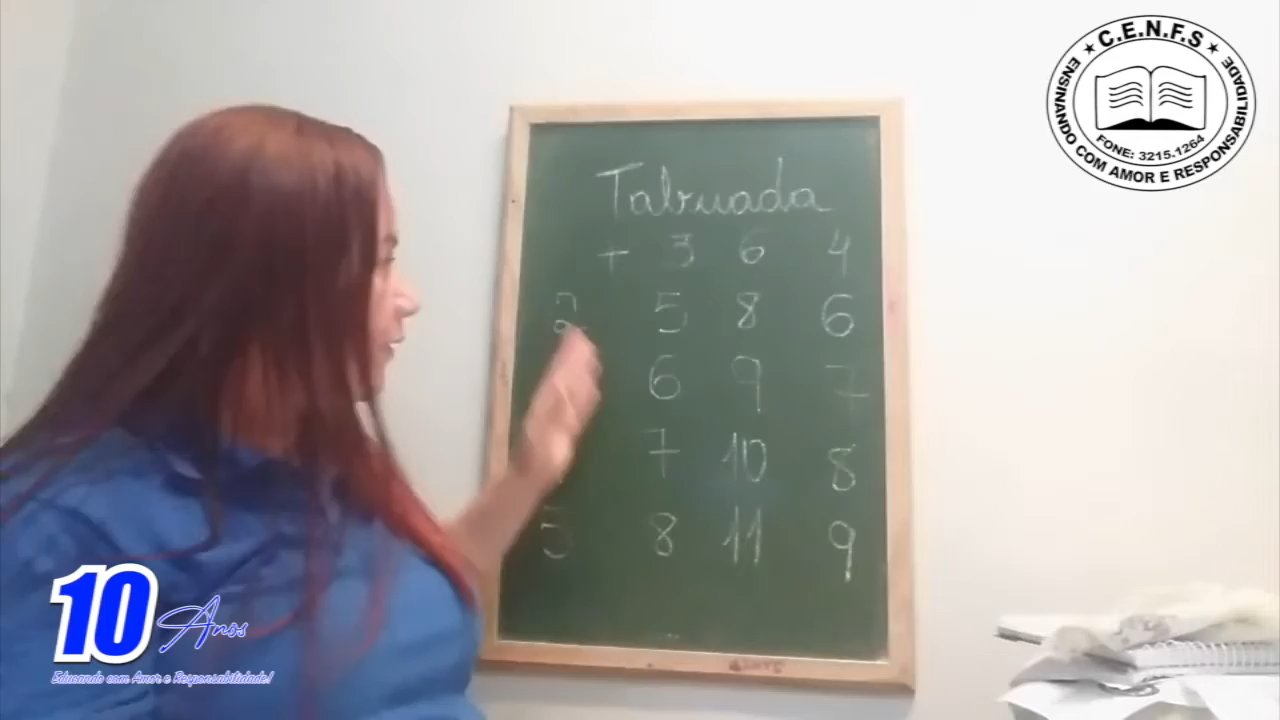 C.E.N.F.S
ENSINANDO COM AMOR E RESPONSABILIDADE
FONE: 3215.1264
Tabuada
+ 3 6 4
2 5 8 6
6 9 7
7 10 8
5 8 11 9
10 Anos
Educando com Amor e Responsabilidade!